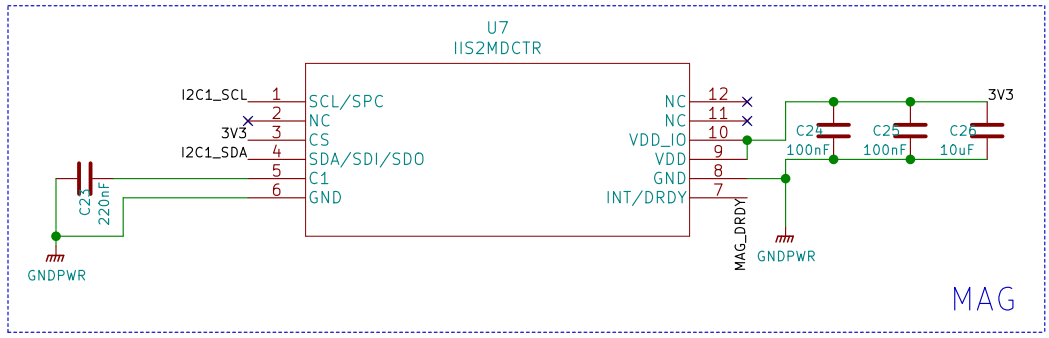 U7
IIS2MDCTR
I2C1_SCL 1 SCL/SPC NC 12 3V3
2 NC NC 11
3V3 3 CS VDD_IO 10 C24 C25 C26
I2C1_SDA 4 SDA/SDI/SDO VDD 9 100nF 100nF 10uF
5 C1 GND 8
6 GND INT/DRDY 7
C23
220nF
MAG_DRDY
GNDPWR
GNDPWR
MAG